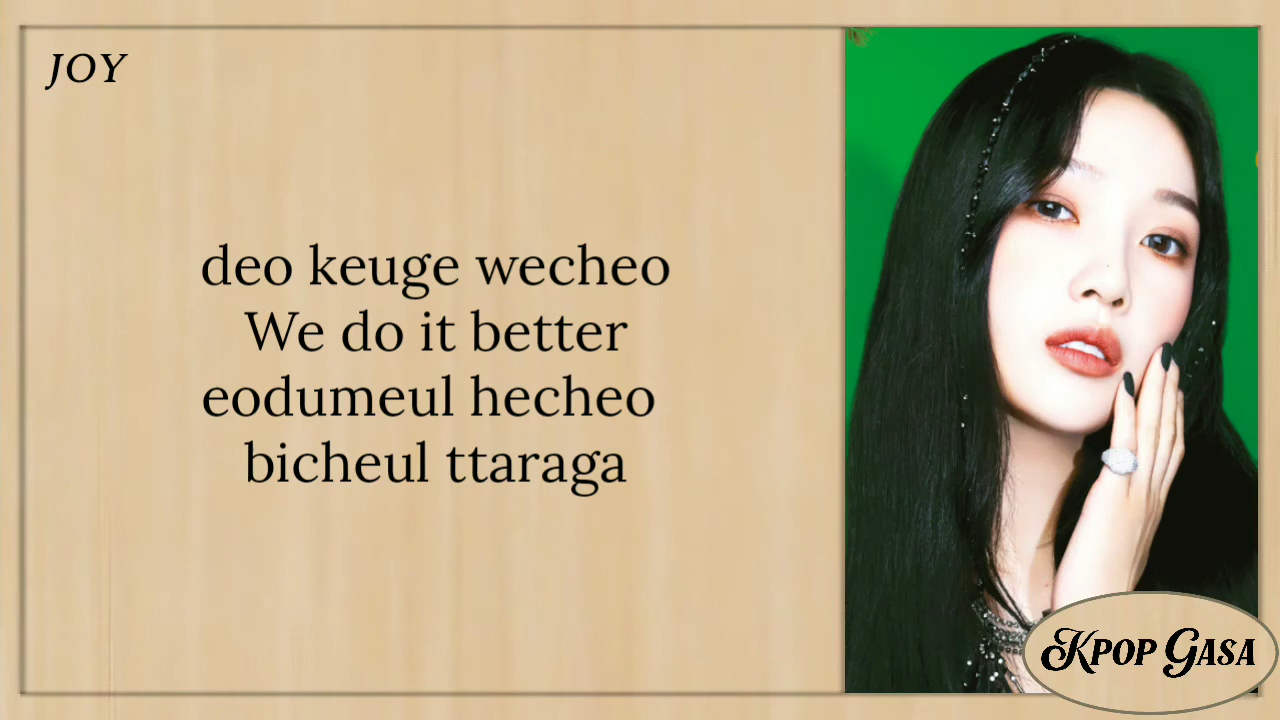 JOY
deo keuge wecheo
We do it better
eodumeul hecheo
bicheul ttaraga
KPOP GASA